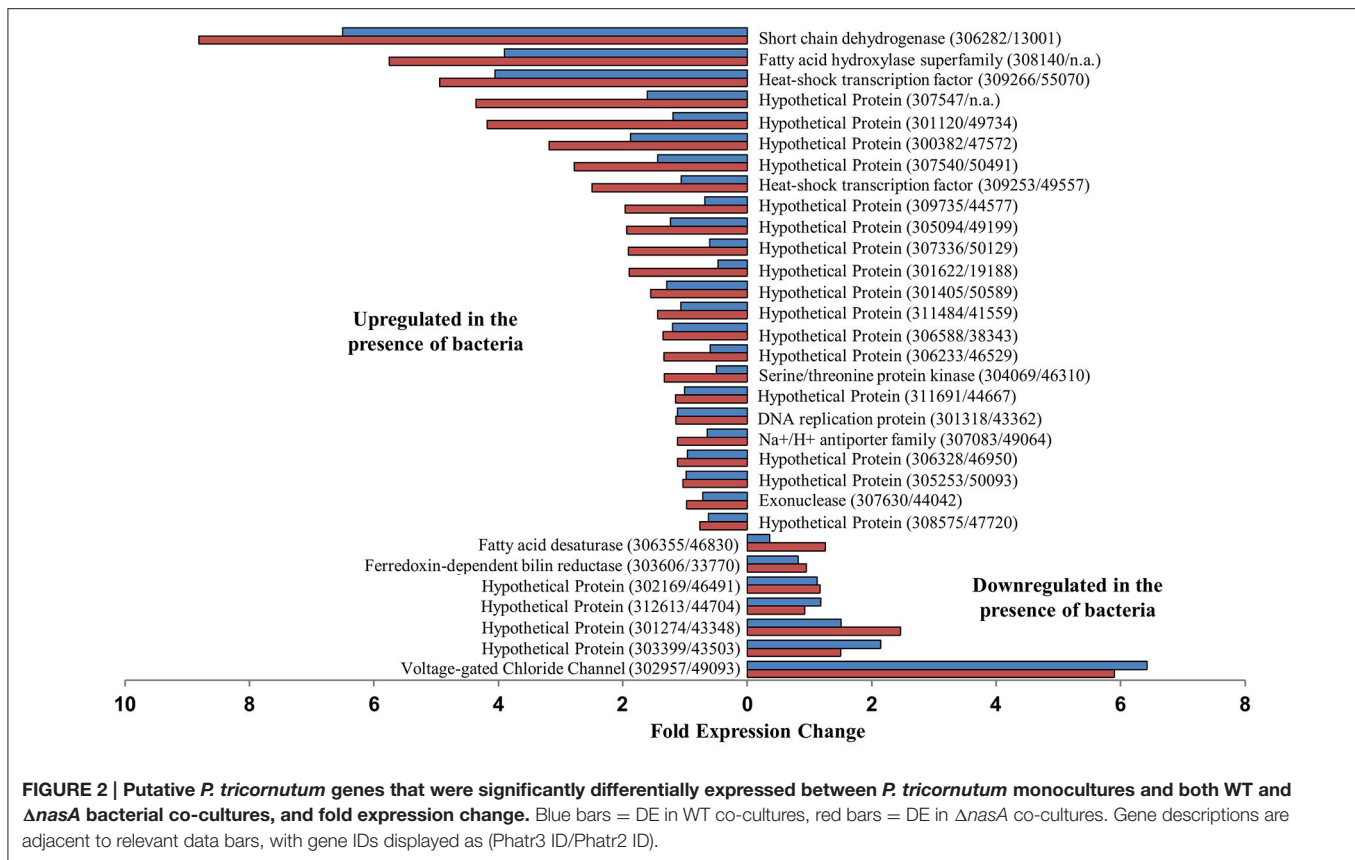 Short chain dehydrogenase (306282/13001)
Fatty acid hydroxylase superfamily (308140/n.a.)
Heat-shock transcription factor (309266/55070)
Hypothetical Protein (307547/n.a.)
Hypothetical Protein (301120/49734)
Hypothetical Protein (300382/47572)
Hypothetical Protein (307540/50491)
Heat-shock transcription factor (309253/49557)
Hypothetical Protein (309735/44577)
Hypothetical Protein (305094/49199)
Hypothetical Protein (307336/50129)
Hypothetical Protein (301622/19188)
Hypothetical Protein (301405/50589)
Hypothetical Protein (311484/41559)
Hypothetical Protein (306588/38343)
Hypothetical Protein (306233/46529)
Serine/threonine protein kinase (304069/46310)
Hypothetical Protein (311691/44667)
DNA replication protein (301318/43362)
Na+/H+ antiporter family (307083/49064)
Hypothetical Protein (306328/46950)
Hypothetical Protein (305253/50093)
Exonuclease (307630/44042)
Hypothetical Protein (308575/47720)
Upregulated in the
presence of bacteria
Fatty acid desaturase (306355/46830)
Ferredoxin-dependent bilin reductase (303606/33770)
Hypothetical Protein (302169/46491)
Hypothetical Protein (312613/44704)
Hypothetical Protein (301274/43348)
Hypothetical Protein (303399/43503)
Voltage-gated Chloride Channel (302957/49093)
Downregulated in the
presence of bacteria
10 8 6 4 2 0 2 4 6 8
Fold Expression Change
FIGURE 2 | Putative P. tricornutum genes that were significantly differentially expressed between P. tricornutum monocultures and both WT and
ΔnasA bacterial co-cultures, and fold expression change. Blue bars = DE in WT co-cultures, red bars = DE in ΔnasA co-cultures. Gene descriptions are
adjacent to relevant data bars, with gene IDs displayed as (Phatr3 ID/Phatr2 ID).